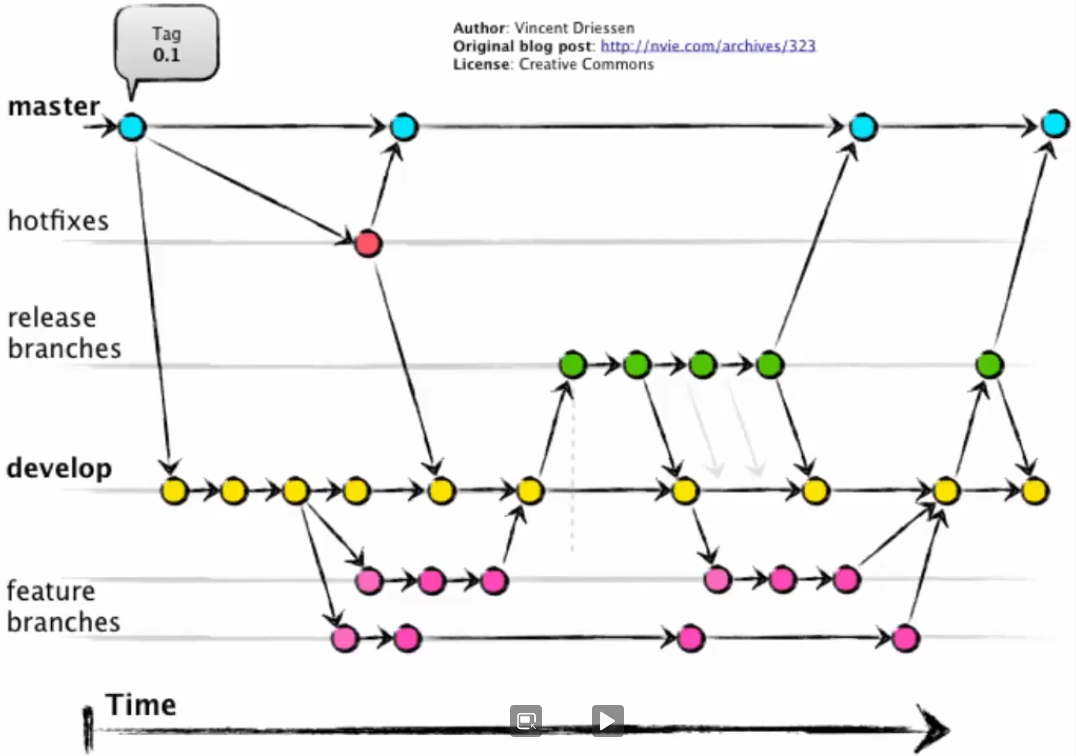 Tag
0.1
Author: Vincent Driessen
Original blog post: http://nvie.com/archives/323
License: Creative Commons
master
hotfixes
release
branches
develop
feature
branches
Time